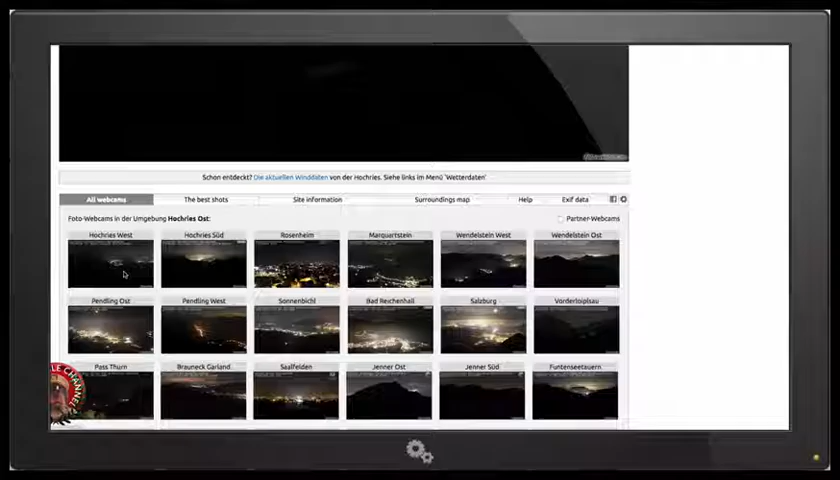 Schon entdeckt? Die aktuellen Winddaten von der Hochries. Siehe links im Menü 'Wetterdaten'
All webcams The best shots Site information Surroundings map Help Exif data
Foto-Webcams in der Umgebung Hochries Ost: Partner-Webcams
Hochries West Hochries Süd Rosenheim Marquartstein Wendelstein West Wendelstein Ost
Pendling Ost Pendling West Sonnenbichl Bad Reichenhall Salzburg Vorderloiplsau
Pass Thurn Brauneck Garland Saalfelden Jenner Ost Jenner Süd Funtenseetauern
LE CHANNEL